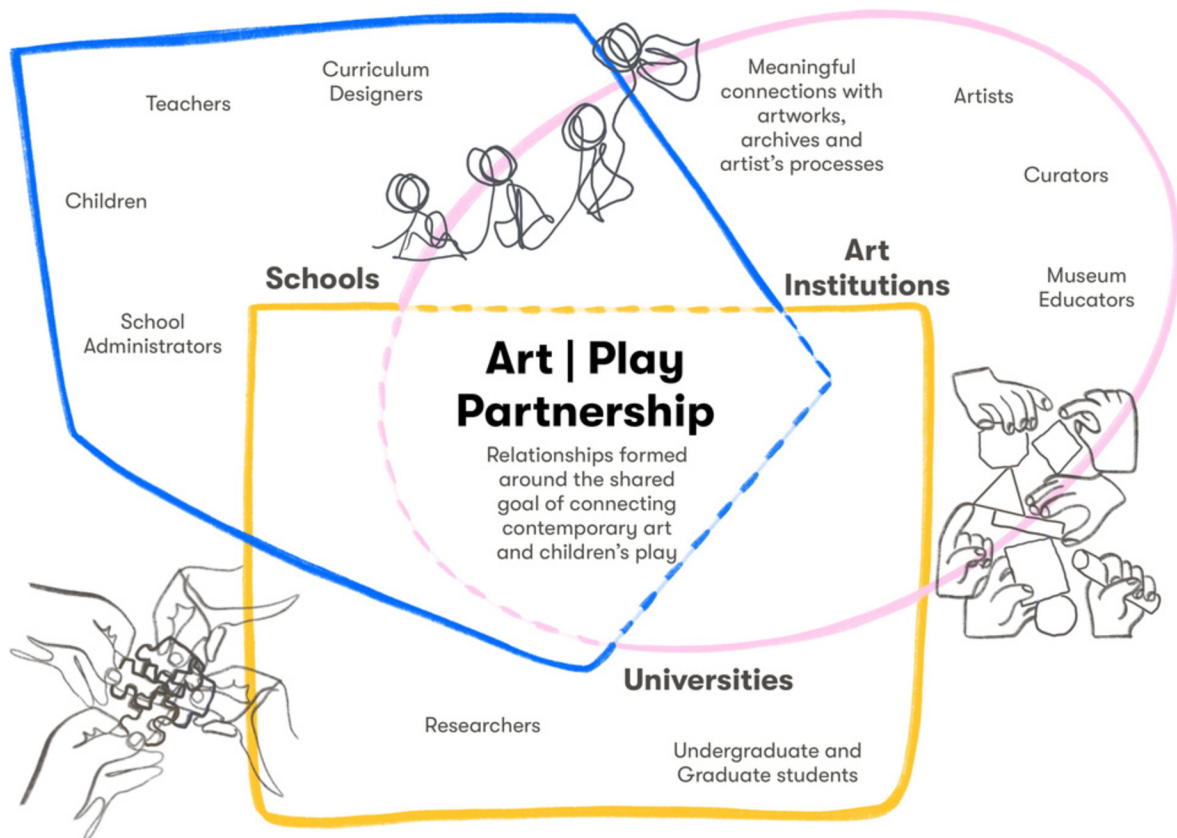 Curriculum
Designers
Teachers
Children
School
Administrators
Schools
Meaningful
connections with
artworks,
archives and
artist's processes
Artists
Curators
Museum
Educators
Art
Institutions
Art | Play
Partnership
Relationships formed
around the shared
goal of connecting
contemporary art
and children's play
Universities
Researchers
Undergraduate and
Graduate students